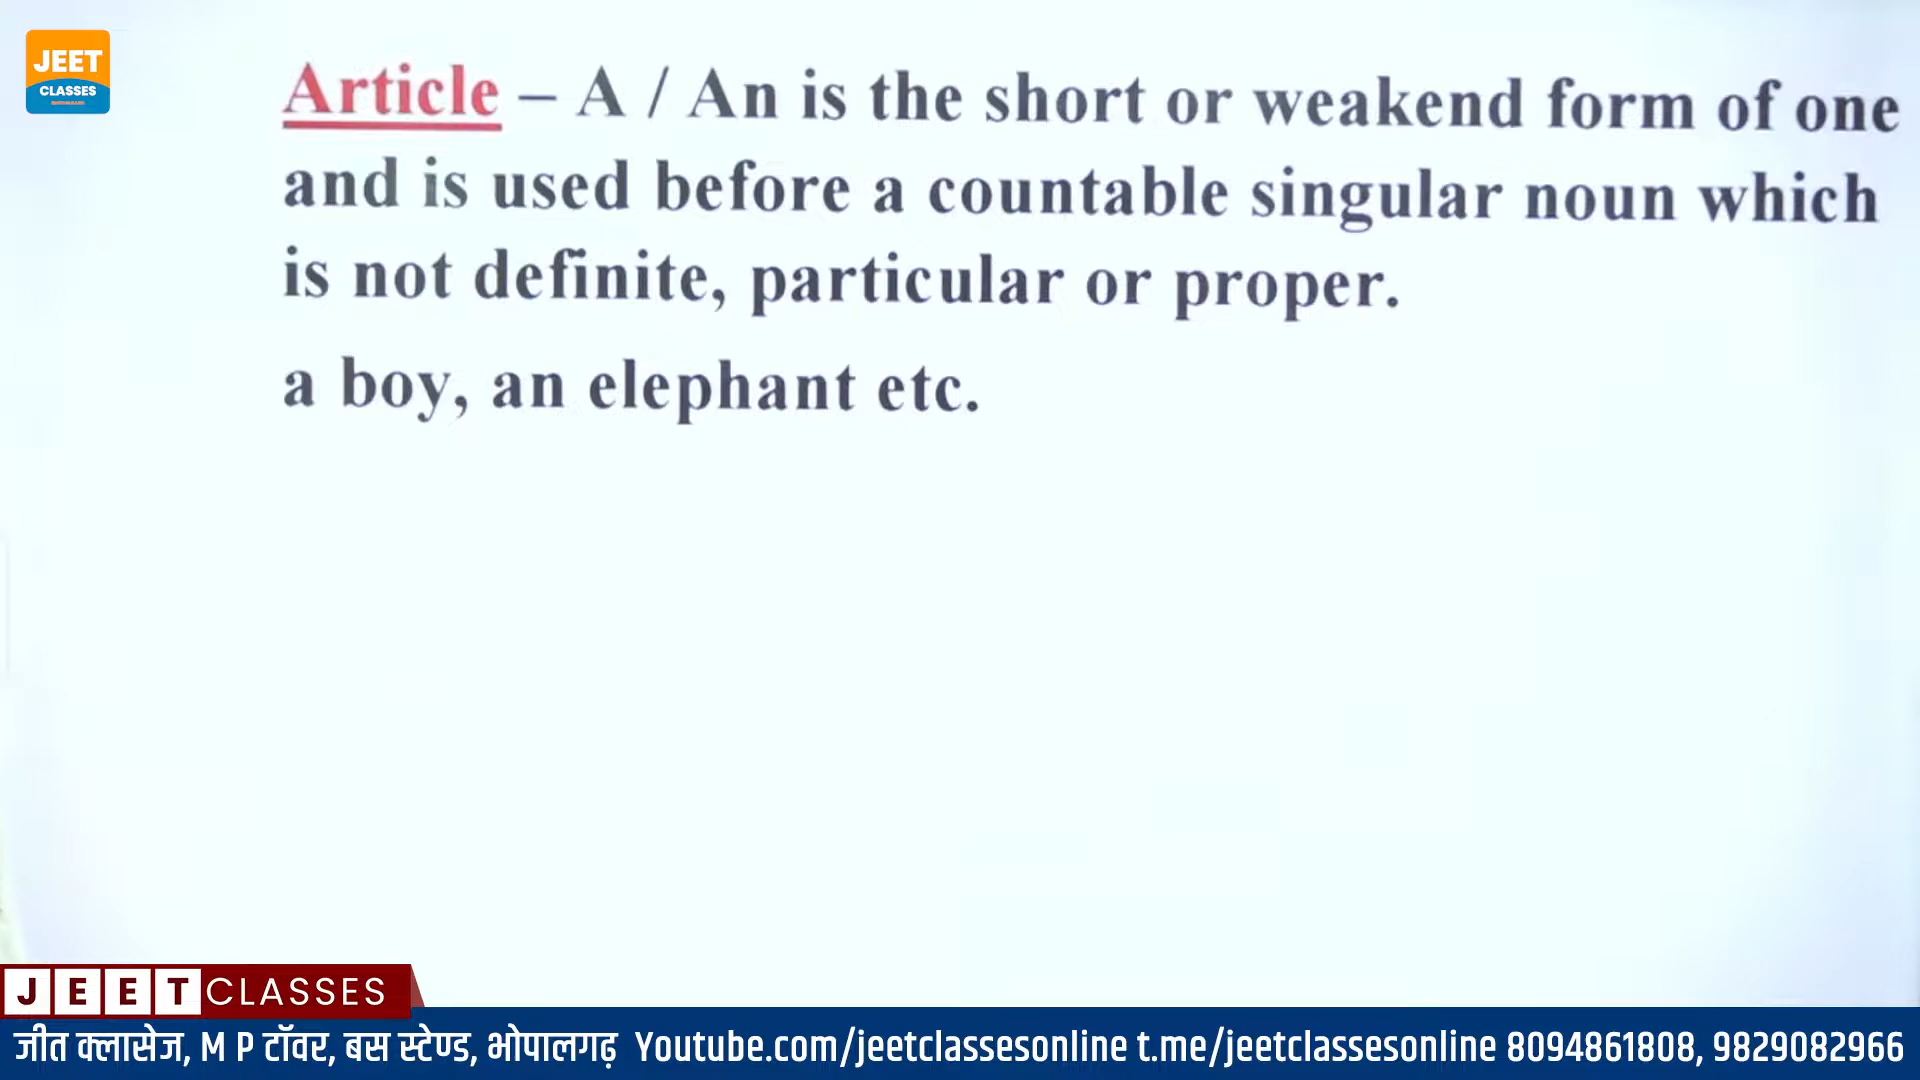 JEET
CLASSES
Article – A / An is the short or weakend form of one
and is used before a countable singular noun which
is not definite, particular or proper.
a boy, an elephant etc.
JEET CLASSES
जीत क्लासेज, M P टॉवर, बस स्टेण्ड, भोपालगढ़ Youtube.com/jeetclassesonline t.me/jeetclassesonline 8094861808, 9829082966